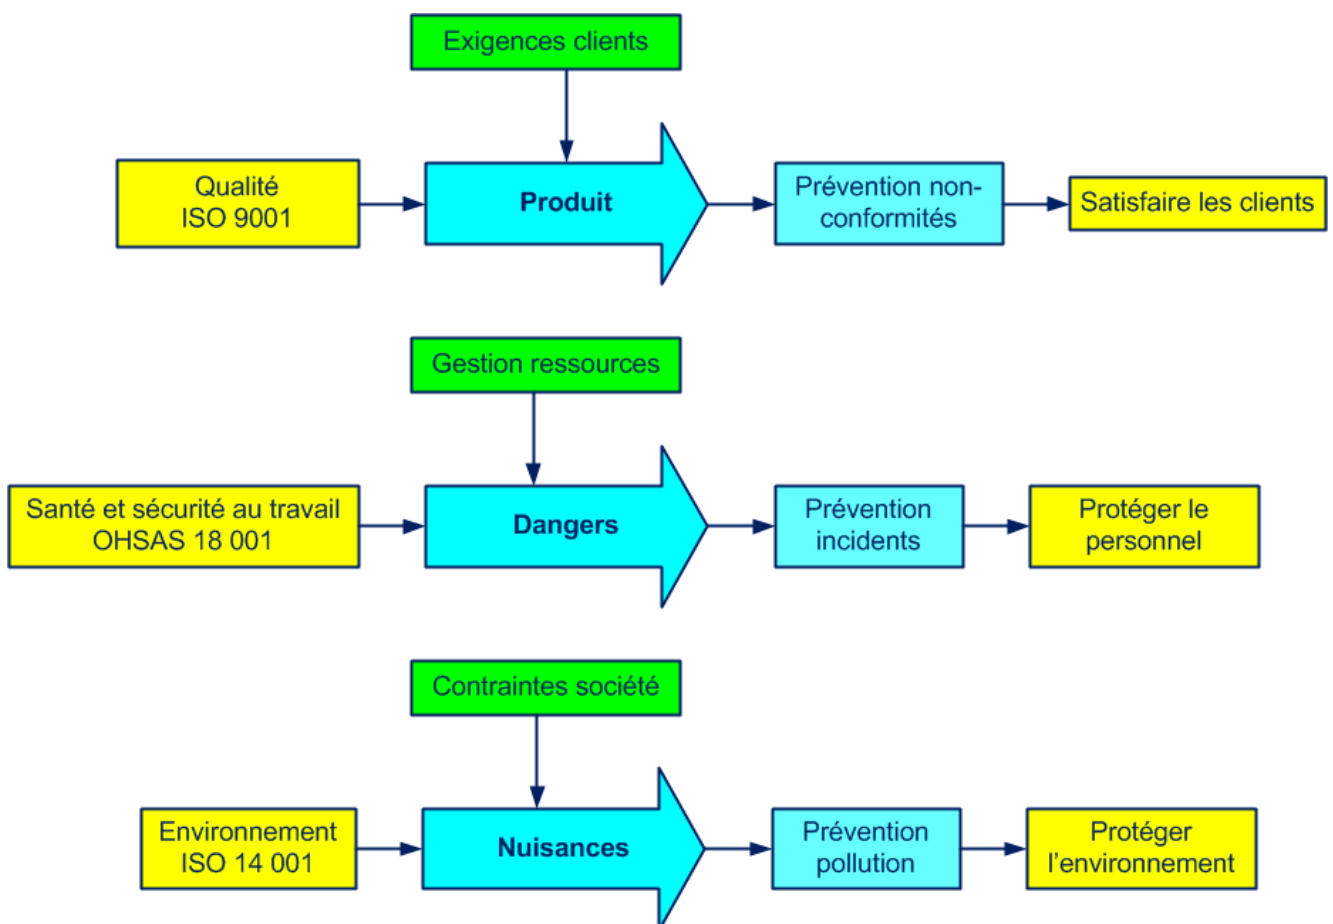 Exigences clients
Qualité
ISO 9001
Produit
Prévention non-
conformités
Satisfaire les clients
Gestion ressources
Santé et sécurité au travail
OHSAS 18 001
Dangers
Prévention
incidents
Protéger le
personnel
Contraintes société
Environnement
ISO 14 001
Nuisances
Prévention
pollution
Protéger
l’environnement